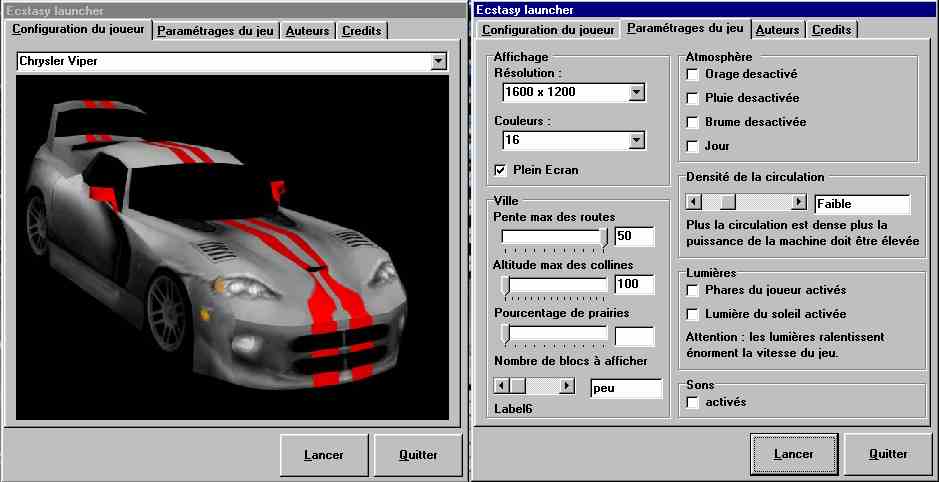 Ecstasy launcher
Configuration du joueur Paramétrages du jeu Auteurs Credits
Chrysler Viper
Lancer Quitter
Ecstasy launcher
Configuration du joueur Paramétrages du jeu Auteurs Credits
Affichage
Résolution :
1600 x 1200
Couleurs :
16
Plein Ecran
Ville
Pente max des routes
50
Altitude max des collines
100
Pourcentage de prairies
Nombre de blocs à afficher
peu
Label6
Atmosphère
Orage desactivé
Pluie desactivée
Brume desactivée
Jour
Densité de la circulation
Faible
Plus la circulation est dense plus la
puissance de la machine doit être élevée
Lumières
Phares du joueur activés
Lumière du soleil activée
Attention : les lumières ralentissent
énorment la vitesse du jeu.
Sons
activés
Lancer Quitter